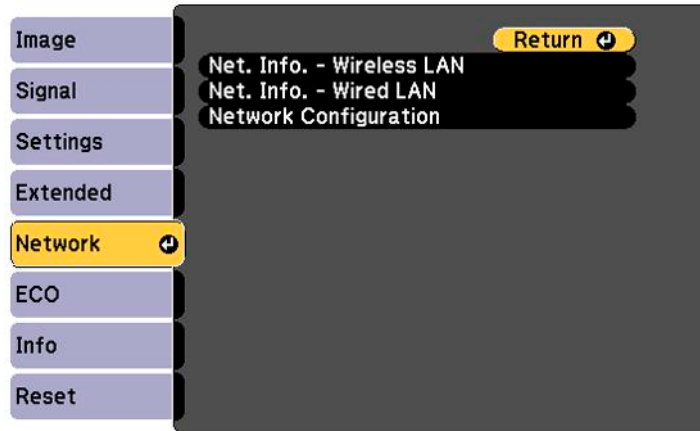 Image
Signal
Settings
Extended
Network
ECO
Info
Reset
Return
Net. Info. - Wireless LAN
Net. Info. - Wired LAN
Network Configuration